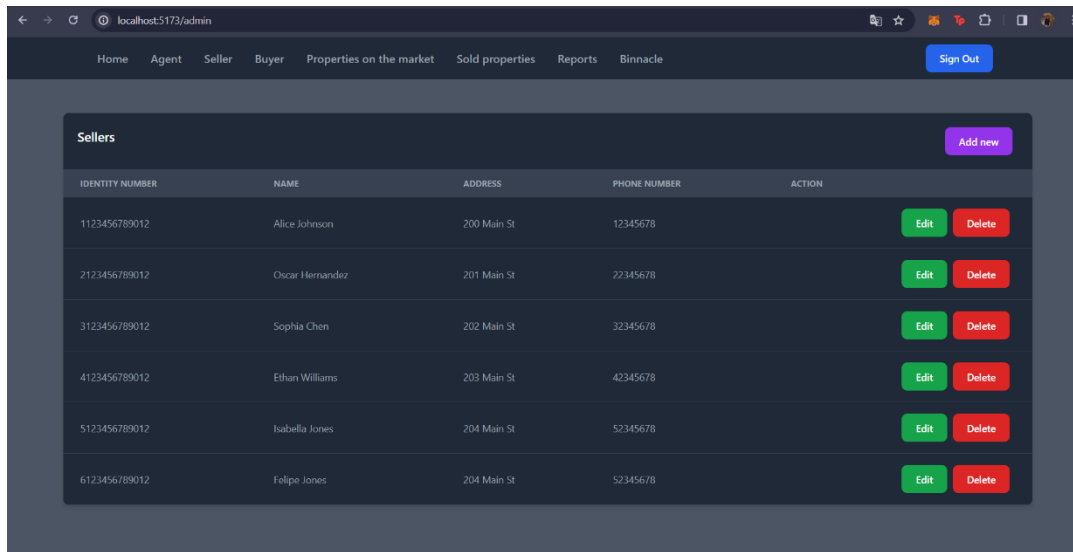 localhost:5173/admin
Home Agent Seller Buyer Properties on the market Sold properties Reports Binnacle Sign Out
Sellers Add new
IDENTITY NUMBER NAME ADDRESS PHONE NUMBER ACTION
1123456789012 Alice Johnson 200 Main St 12345678 Edit Delete
2123456789012 Oscar Hernandez 201 Main St 22345678 Edit Delete
3123456789012 Sophia Chen 202 Main St 32345678 Edit Delete
4123456789012 Ethan Williams 203 Main St 42345678 Edit Delete
5123456789012 Isabella Jones 204 Main St 52345678 Edit Delete
6123456789012 Felipe Jones 204 Main St 52345678 Edit Delete